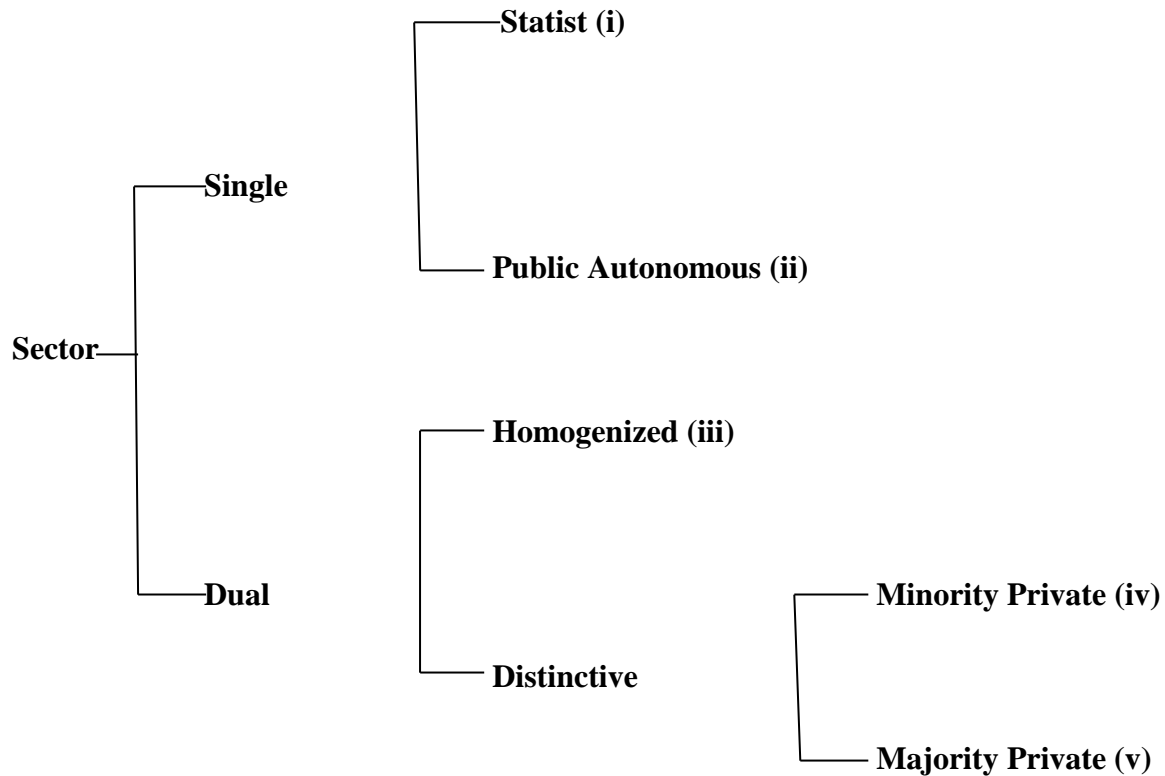 Statist (i)
Single
Public Autonomous (ii)
Sector
Homogenized (iii)
Dual
Minority Private (iv)
Distinctive
Majority Private (v)